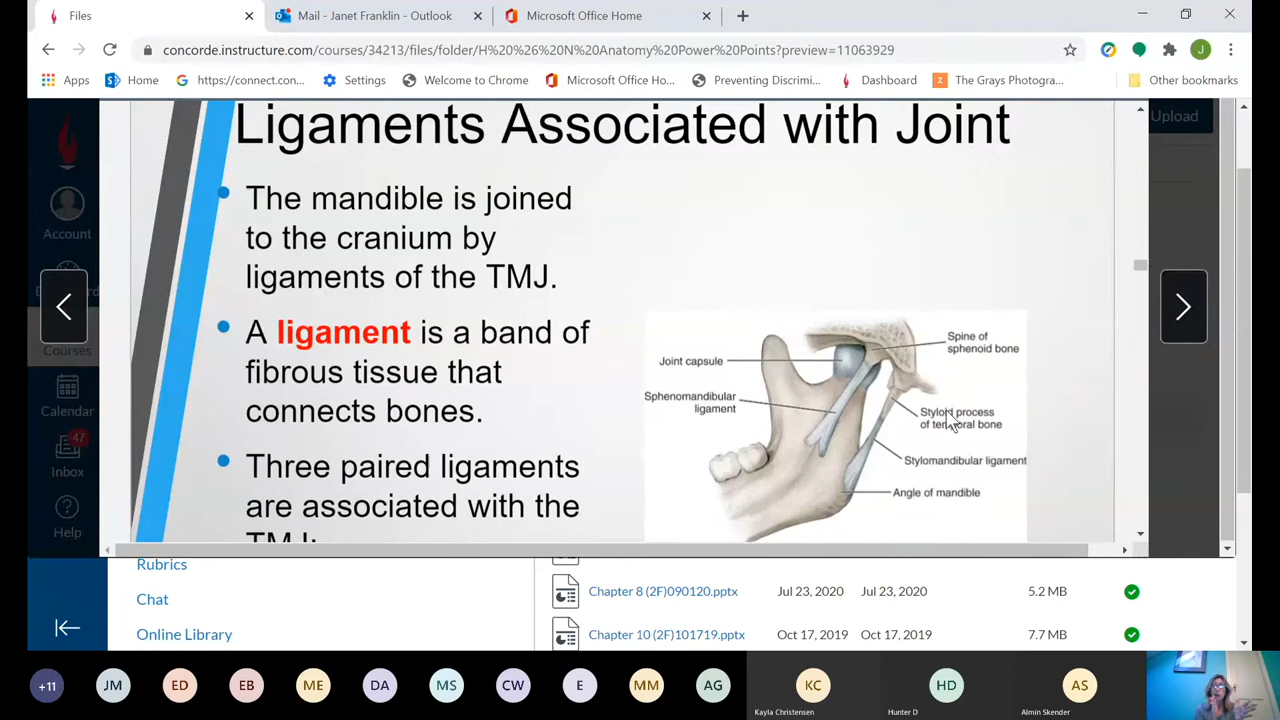 Files
Mail - Janet Franklin - Outlook
Microsoft Office Home
concorde.instructure.com/courses/34213/files/folder/H%20%26%20N%20Anatomy%20Power%20Points?preview=11063929
J
Apps
Home
https://connect.con...
Settings
Welcome to Chrome
Microsoft Office Ho...
Preventing Discrim...
Dashboard
The Grays Photogra...
Other bookmarks
Upload
Account
Courses
Calendar
47
Inbox
Help
Ligaments Associated with Joint
The mandible is joined
to the cranium by
ligaments of the TMJ.
A ligament is a band of
fibrous tissue that
connects bones.
Three paired ligaments
are associated with the
TMJ:
Joint capsule
Sphenomandibular
ligament
Spine of
sphenoid bone
Styloid process
of temporal bone
Stylomandibular ligament
Angle of mandible
Rubrics
Chat
Online Library
Chapter 8 (2F)090120.pptx Jul 23, 2020 Jul 23, 2020 5.2 MB
Chapter 10 (2F)101719.pptx Oct 17, 2019 Oct 17, 2019 7.7 MB
+11 JM ED EB ME DA MS CW E MM AG KC HD AS
Kayla Christensen Hunter D Almin Skender